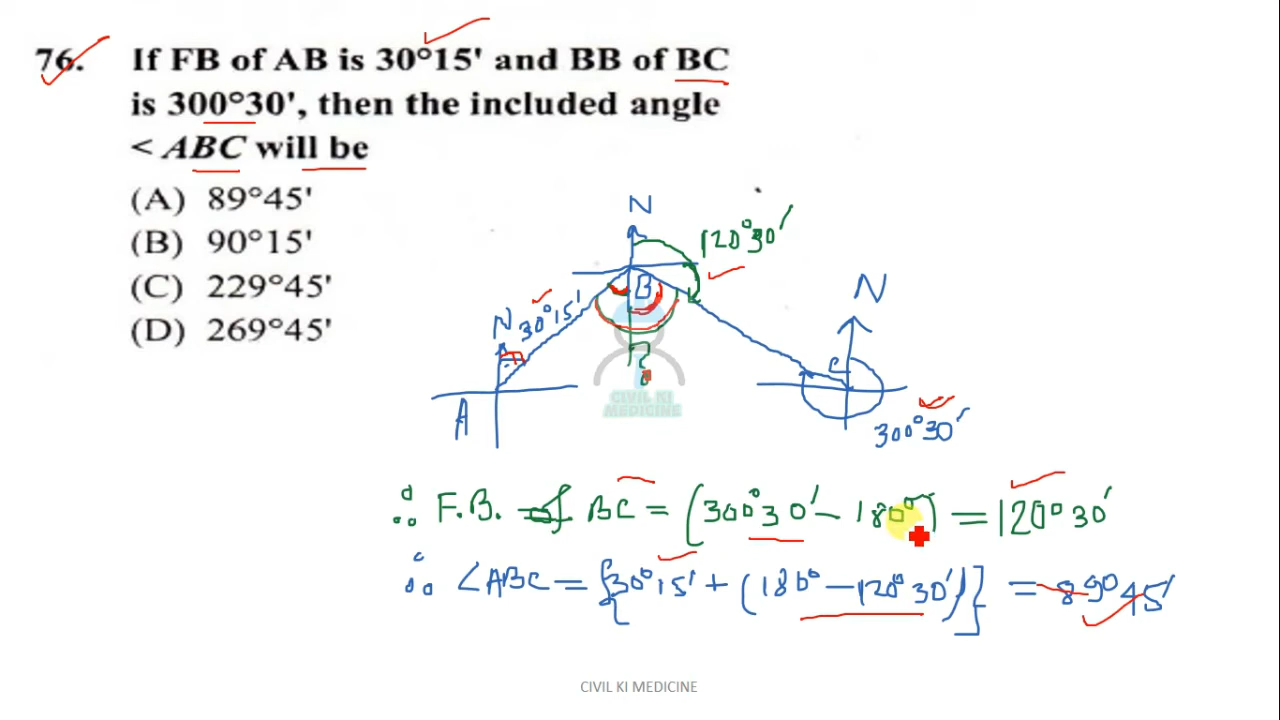 76. If FB of AB is 30°15' and BB of BC
is 300°30', then the included angle
< ABC will be
(A) 89°45'
(B) 90°15'
(C) 229°45'
(D) 269°45'
N
120°30'
B
N
30°15'
N
A
?
C
300°30'
CIVIL KI
MEDICINE
∴ F.B. of BC = (300°30' - 180°) = 120°30'
∴ ∠ABC = {30°15' + (180° - 120°30')} = 89°45'
CIVIL KI MEDICINE